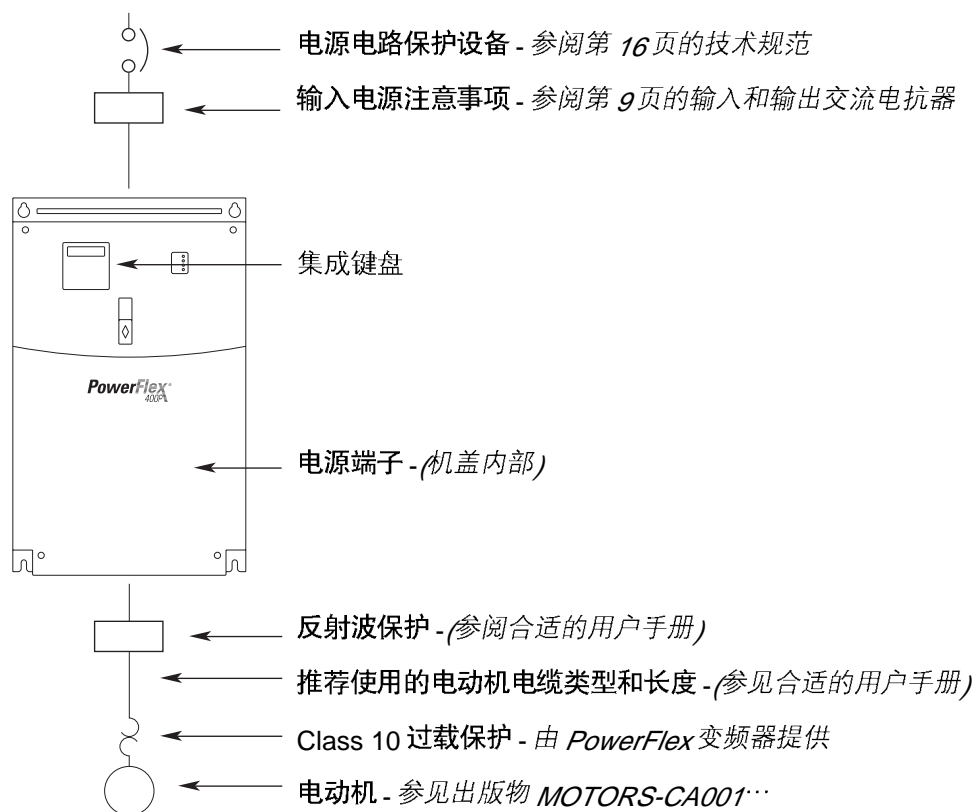 电源电路保护设备 - 参阅第 16 页的技术规范
输入电源注意事项 - 参阅第 9 页的输入和输出交流电抗器
集成键盘
PowerFlex
400P
电源端子 - (机盖内部)
反射波保护 - (参阅合适的用户手册)
推荐使用的电动机电缆类型和长度 - (参见合适的用户手册)
Class 10 过载保护 - 由 PowerFlex 变频器提供
电动机 - 参见出版物 MOTORS-CA001…